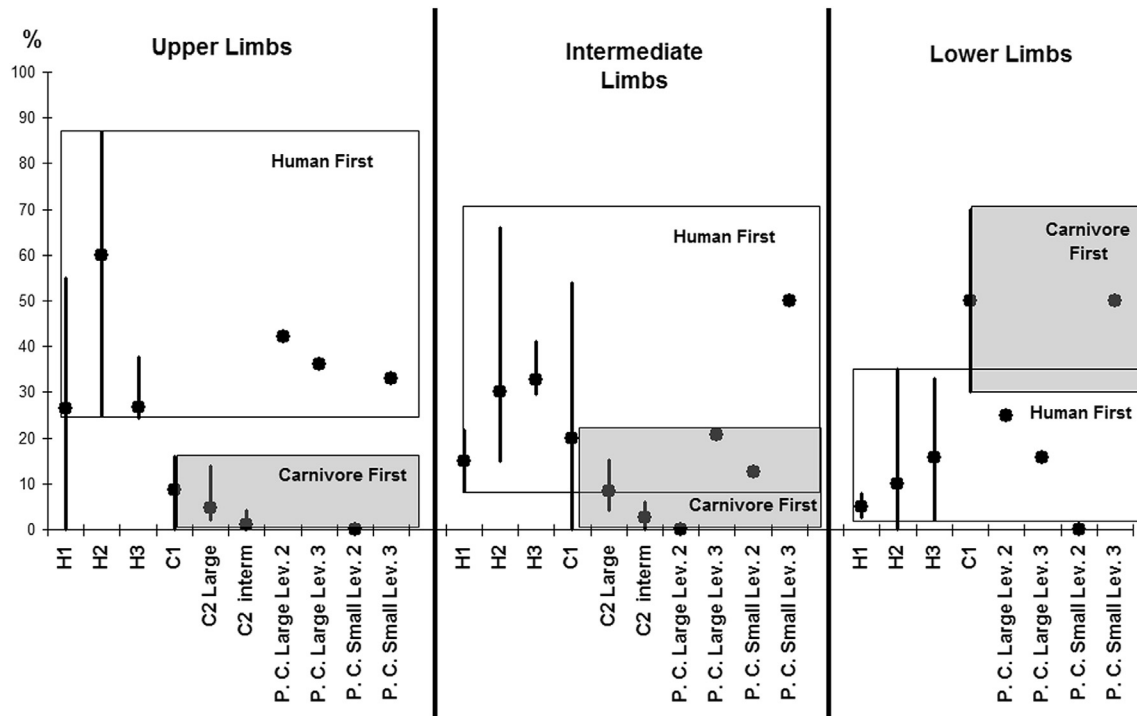 %
Upper Limbs
Intermediate
Limbs
Lower Limbs
100
90
80
70
60
50
40
30
20
10
0
Human First
Carnivore First
Human First
Carnivore First
Carnivore
First
Human First
H1
H2
H3
C1
C2 Large
C2 interm
P. C. Large Lev. 2
P. C. Large Lev. 3
P. C. Small Lev. 2
P. C. Small Lev. 3
H1
H2
H3
C1
C2 Large
C2 interm
P. C. Large Lev. 2
P. C. Large Lev. 3
P. C. Small Lev. 2
P. C. Small Lev. 3
H1
H2
H3
C1
P. C. Large Lev. 2
P. C. Large Lev. 3
P. C. Small Lev. 2
P. C. Small Lev. 3